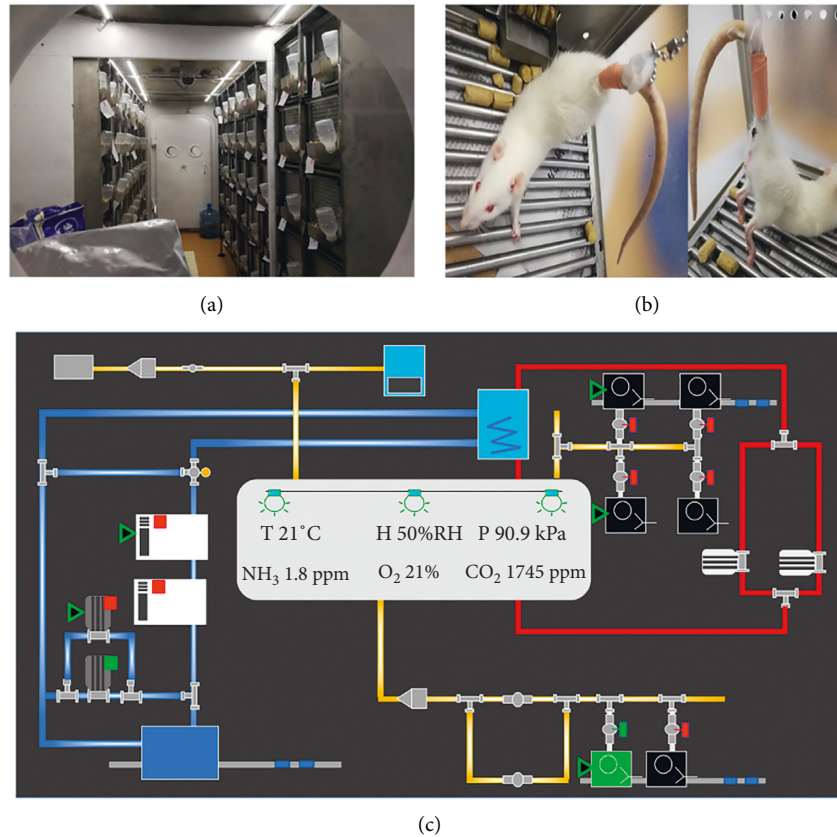 (a)
(b)
T 21˚C H 50%RH P 90.9 kPa
NH₃ 1.8 ppm O₂ 21% CO₂ 1745 ppm
(c)